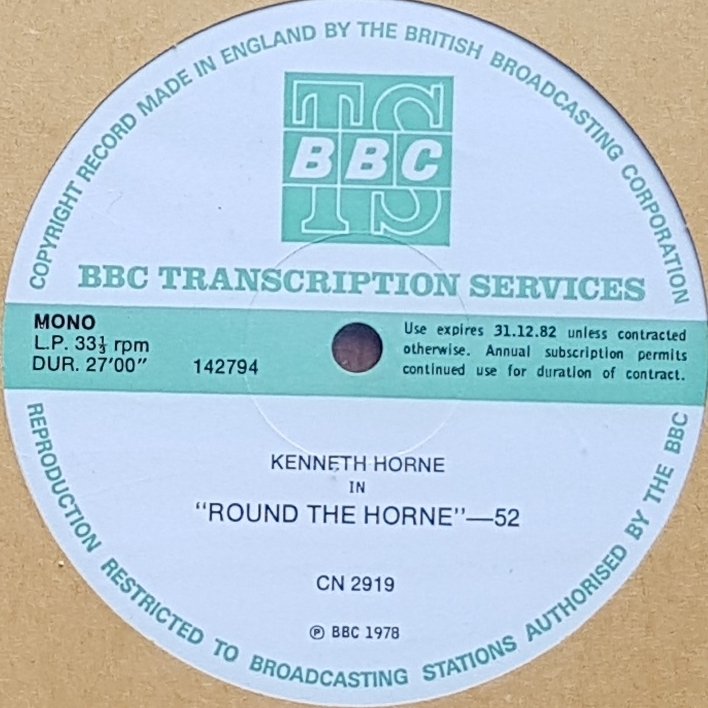 COPYRIGHT RECORD MADE IN ENGLAND BY THE BRITISH BROADCASTING CORPORATION
TS
BBC
BBC TRANSCRIPTION SERVICES
MONO
L.P. 33⅓ rpm
DUR. 27'00"
142794
Use expires 31.12.82 unless contracted
otherwise. Annual subscription permits
continued use for duration of contract.
KENNETH HORNE
IN
"ROUND THE HORNE"—52
CN 2919
℗ BBC 1978
REPRODUCTION RESTRICTED TO BROADCASTING STATIONS AUTHORISED BY THE BBC